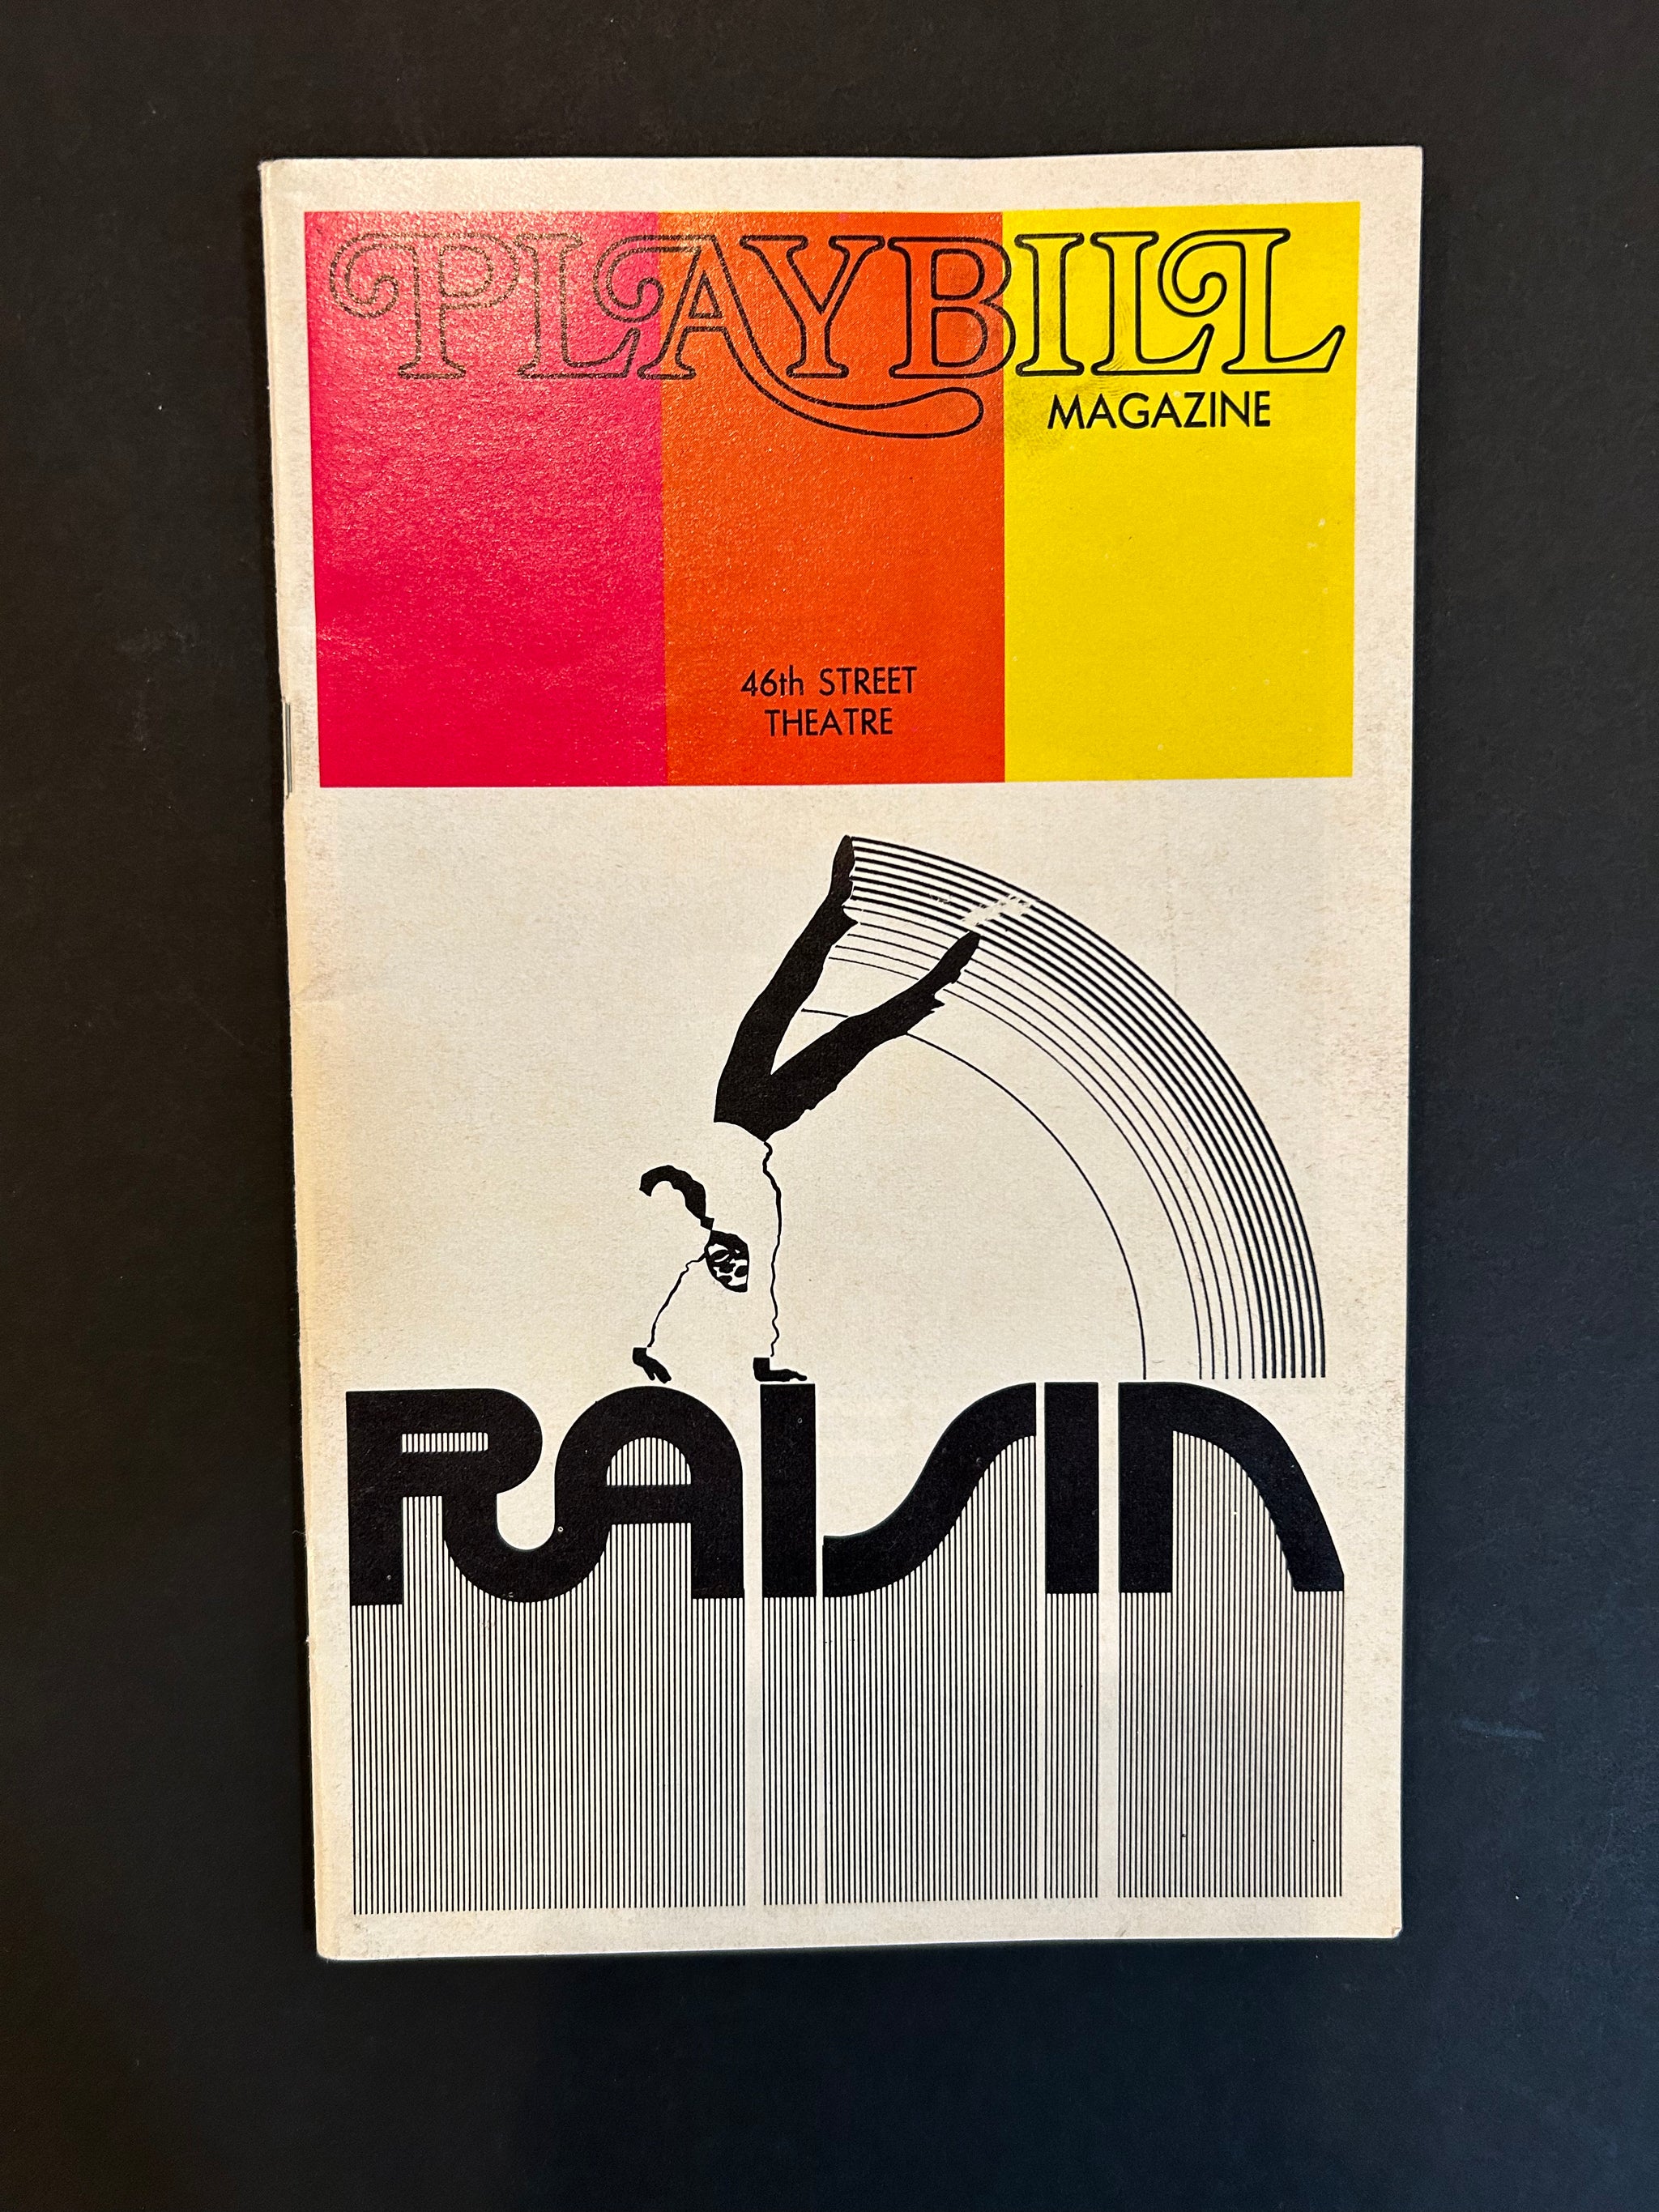 PLAYBILL
MAGAZINE
46th STREET
THEATRE
RAISIN